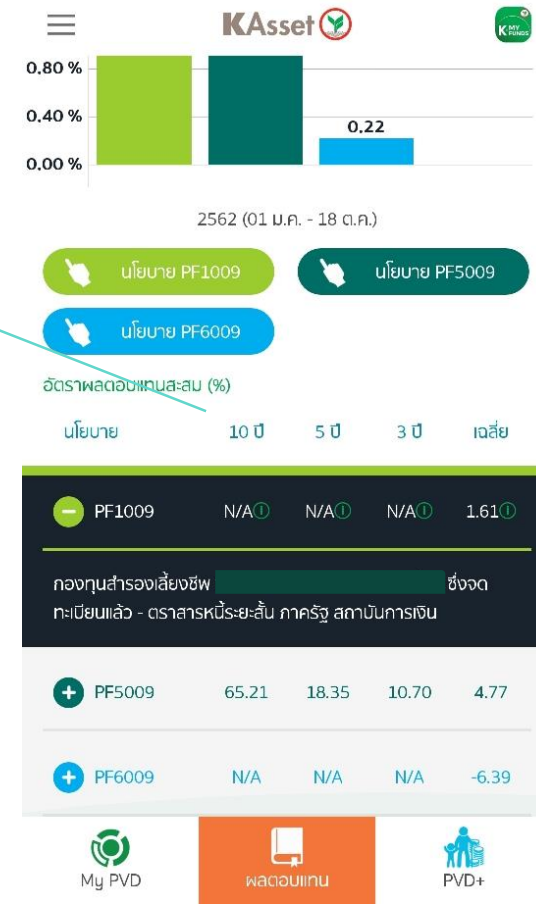 KAsset
K MY FUNDS
0.80 %
0.40 %
0.22
0.00 %
2562 (01 ม.ค. - 18 ต.ค.)
นโยบาย PF1009
นโยบาย PF5009
นโยบาย PF6009
อัตราผลตอบแทนสะสม (%)
นโยบาย 10 ปี 5 ปี 3 ปี เฉลี่ย
PF1009 N/A N/A N/A 1.61
กองทุนสำรองเลี้ยงชีพ ซึ่งจด
ทะเบียนแล้ว - ตราสารหนี้ระยะสั้น ภาครัฐ สถาบันการเงิน
PF5009 65.21 18.35 10.70 4.77
PF6009 N/A N/A N/A -6.39
My PVD ผลตอบแทน PVD+